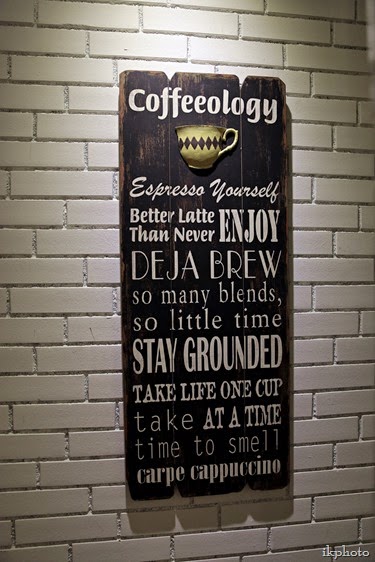 Coffeeology
Espresso Yourself
Better Latte
Than Never ENJOY
DEJA BREW
so many blends,
so little time
STAY GROUNDED
TAKE LIFE ONE CUP
take AT A TIME
time to smell
carpe cappuccino
ikphoto